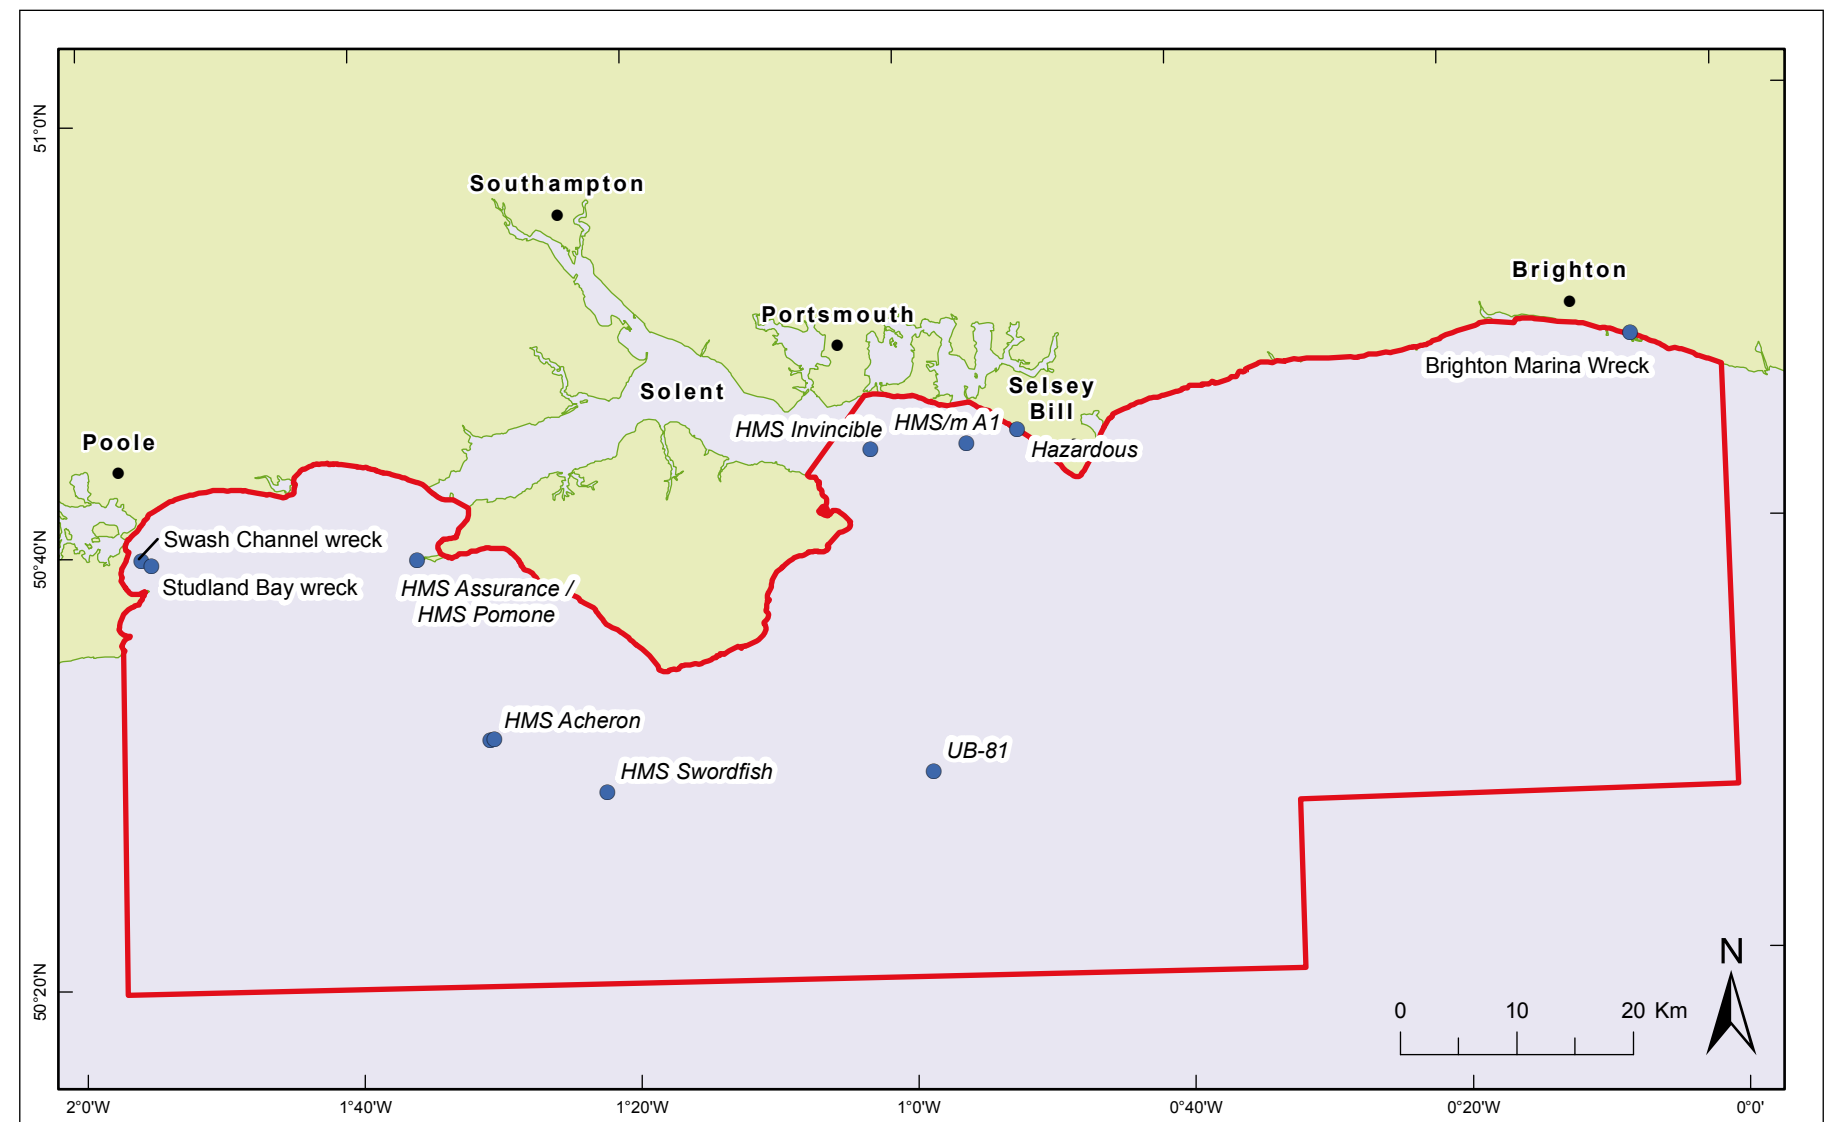 51°0'N
Southampton
Brighton
Portsmouth
Brighton Marina Wreck
Selsey
Bill
Solent
HMS Invincible
HMS/m A1
Hazardous
Poole
Swash Channel wreck
50°40'N
Studland Bay wreck
HMS Assurance /
HMS Pomone
HMS Acheron
UB-81
HMS Swordfish
N
50°20'N
0 10 20 Km
2°0'W 1°40'W 1°20'W 1°0'W 0°40'W 0°20'W 0°0'